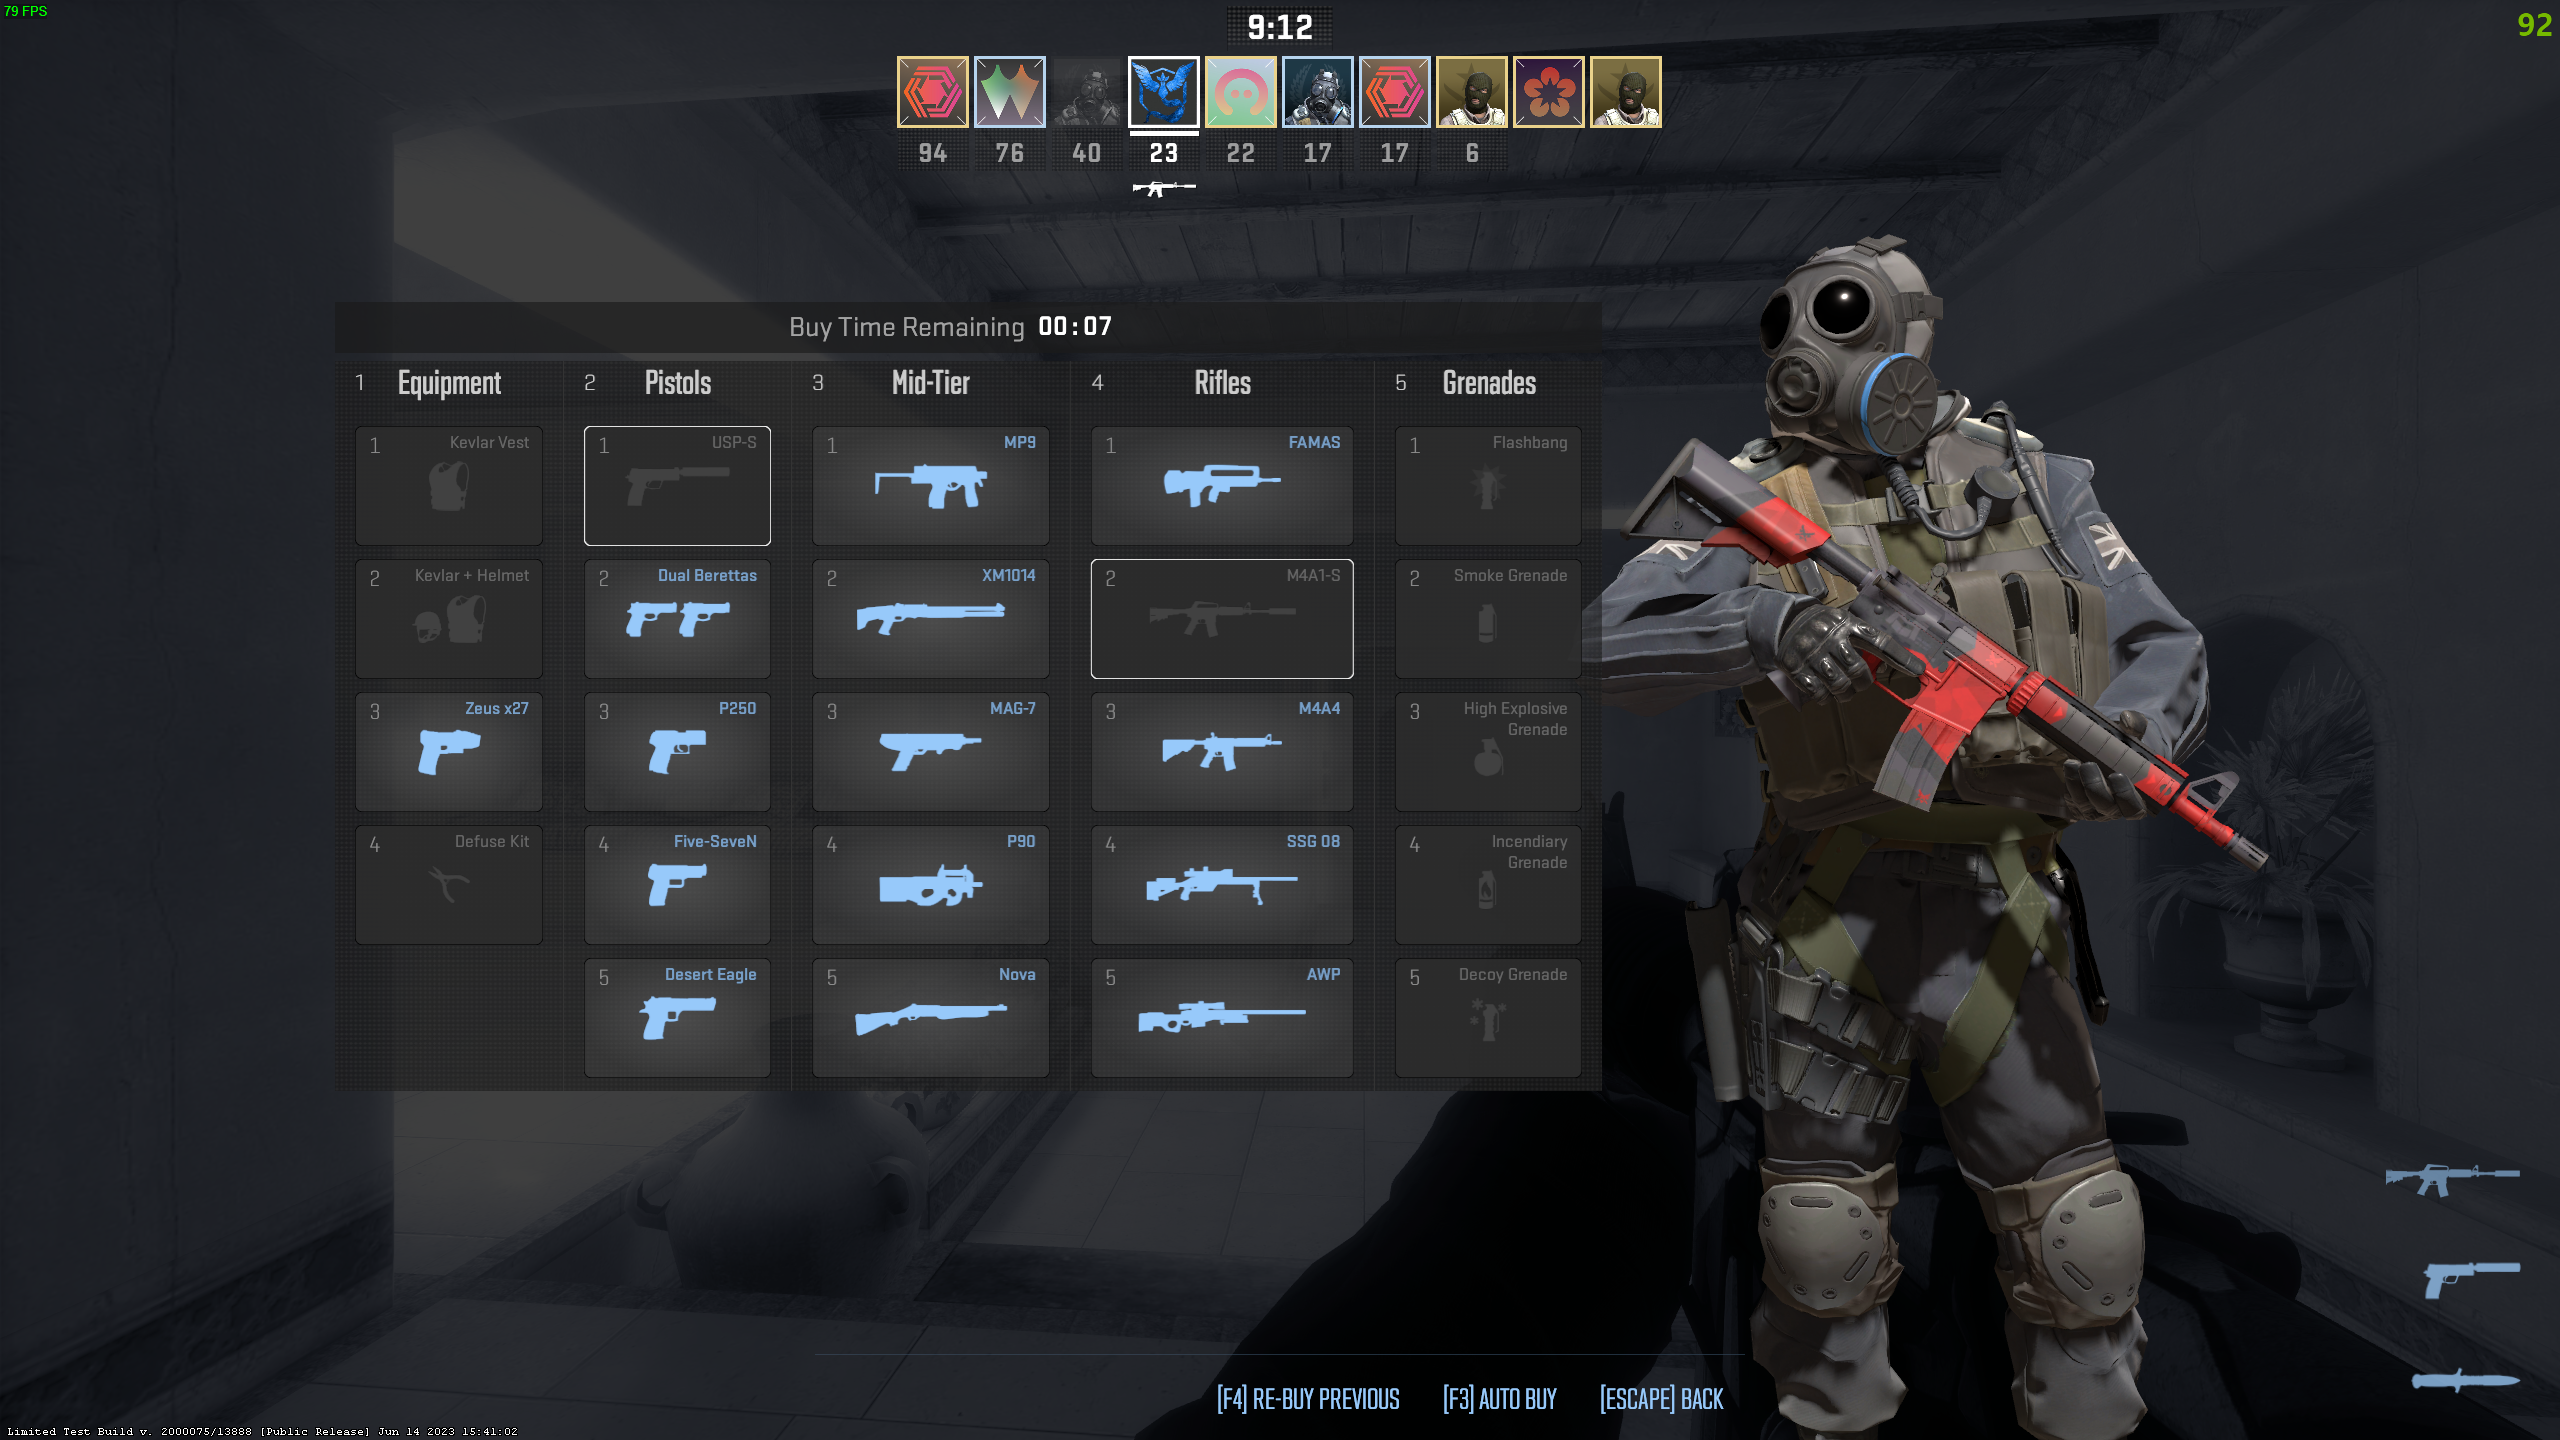 79 FPS
9:12
92
94 76 40 23 22 17 17 6
Buy Time Remaining 00:07
1 Equipment
2 Pistols
3 Mid-Tier
4 Rifles
5 Grenades
1 Kevlar Vest
1 USP-S
1 MP9
1 FAMAS
1 Flashbang
2 Kevlar + Helmet
2 Dual Berettas
2 XM1014
2 M4A1-S
2 Smoke Grenade
3 Zeus x27
3 P250
3 MAG-7
3 M4A4
3 High Explosive
Grenade
4 Defuse Kit
4 Five-SeveN
4 P90
4 SSG 08
4 Incendiary
Grenade
5 Desert Eagle
5 Nova
5 AWP
5 Decoy Grenade
[F4] RE-BUY PREVIOUS
[F3] AUTO BUY
[ESCAPE] BACK
Limited Test Build v. 2000075/13888 [Public Release] Jun 14 2023 15:41:02